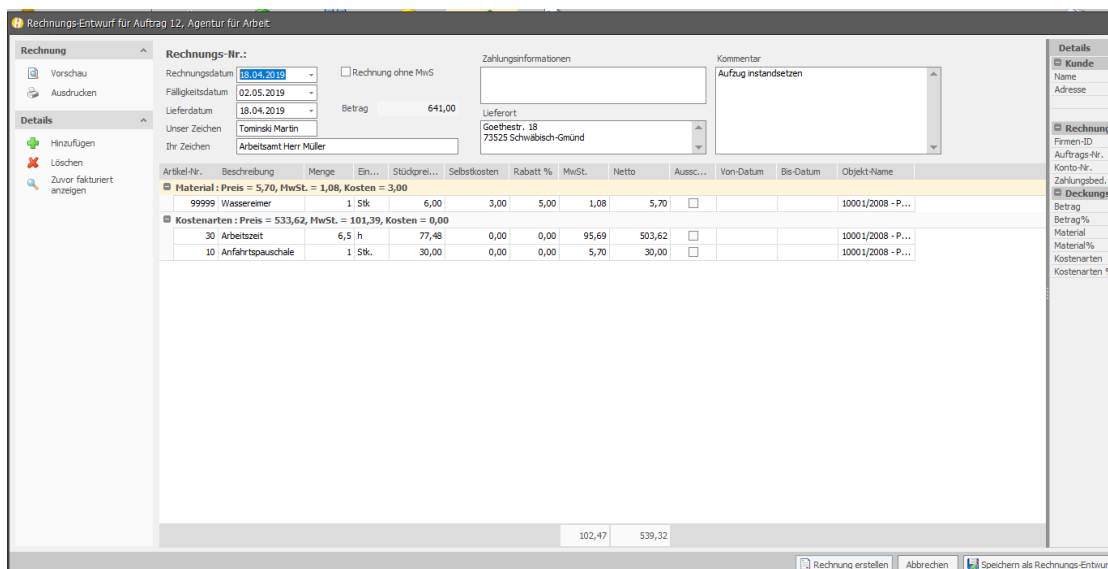 Rechnungs-Entwurf für Auftrag 12, Agentur für Arbeit
Rechnung
Vorschau
Ausdrucken
Details
Hinzufügen
Löschen
Zuvor fakturiert
anzeigen
Rechnungs-Nr.:
Rechnungsdatum 18.04.2019
Rechnung ohne MwS
Fälligkeitsdatum 02.05.2019
Lieferdatum 18.04.2019
Betrag 641,00
Unser Zeichen Tominski Martin
Ihr Zeichen Arbeitsamt Herr Müller
Zahlungsinformationen
Lieferort
Goethestr. 18
73525 Schwäbisch-Gmünd
Kommentar
Aufzug instandsetzen
Artikel-Nr. Beschreibung Menge Ein... Stückprei... Selbstkosten Rabatt % MwSt. Netto Aussc... Von-Datum Bis-Datum Objekt-Name
Material : Preis = 5,70, MwSt. = 1,08, Kosten = 3,00
99999 Wassereimer 1 Stk 6,00 3,00 5,00 1,08 5,70 10001/2008 - P...
Kostenarten : Preis = 533,62, MwSt. = 101,39, Kosten = 0,00
30 Arbeitszeit 6,5 h 77,48 0,00 0,00 95,69 503,62 10001/2008 - P...
10 Anfahrtspauschale 1 Stk. 30,00 0,00 0,00 5,70 30,00 10001/2008 - P...
102,47 539,32
Details
Kunde
Name
Adresse
Rechnung
Firmen-ID
Auftrags-Nr.
Konto-Nr.
Zahlungsbed.
Deckungs
Betrag
Betrag%
Material
Material%
Kostenarten
Kostenarten
Rechnung erstellen Abbrechen Speichern als Rechnungs-Entwur